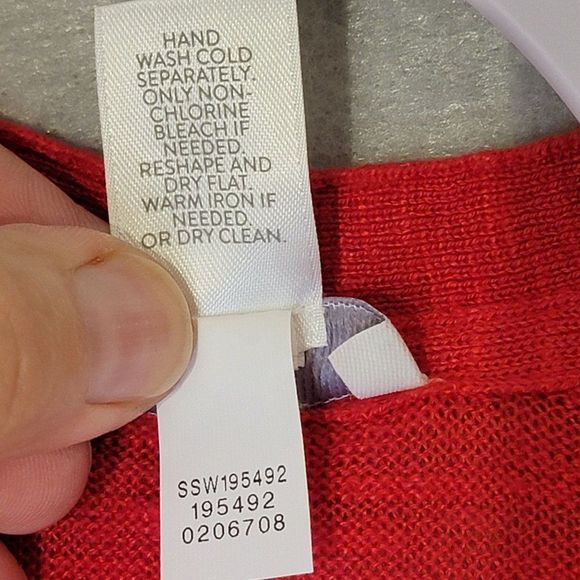 HAND
WASH COLD
SEPARATELY.
ONLY NON-
CHLORINE
BLEACH IF
NEEDED.
RESHAPE AND
DRY FLAT.
WARM IRON IF
NEEDED.
OR DRY CLEAN.
SSW195492
195492
0206708